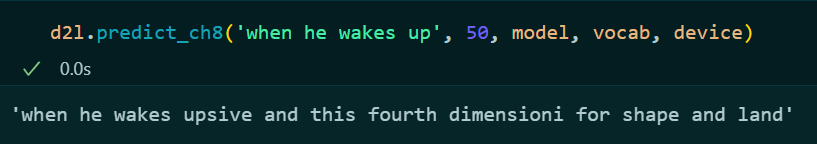 d2l.predict_ch8('when he wakes up', 50, model, vocab, device)
✓ 0.0s
'when he wakes upsive and this fourth dimensioni for shape and land'